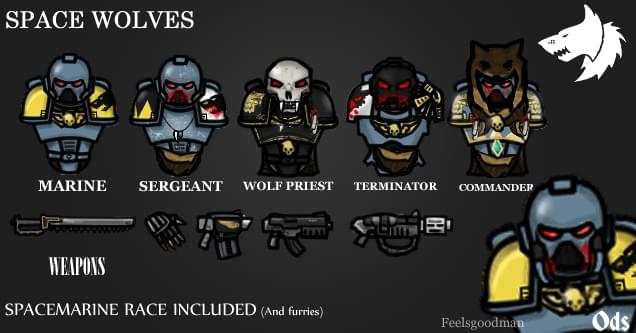 SPACE WOLVES
MARINE
SERGEANT
WOLF PRIEST
TERMINATOR
COMMANDER
WEAPONS
SPACEMARINE RACE INCLUDED (And furries)
Feelsgoodman
Ods